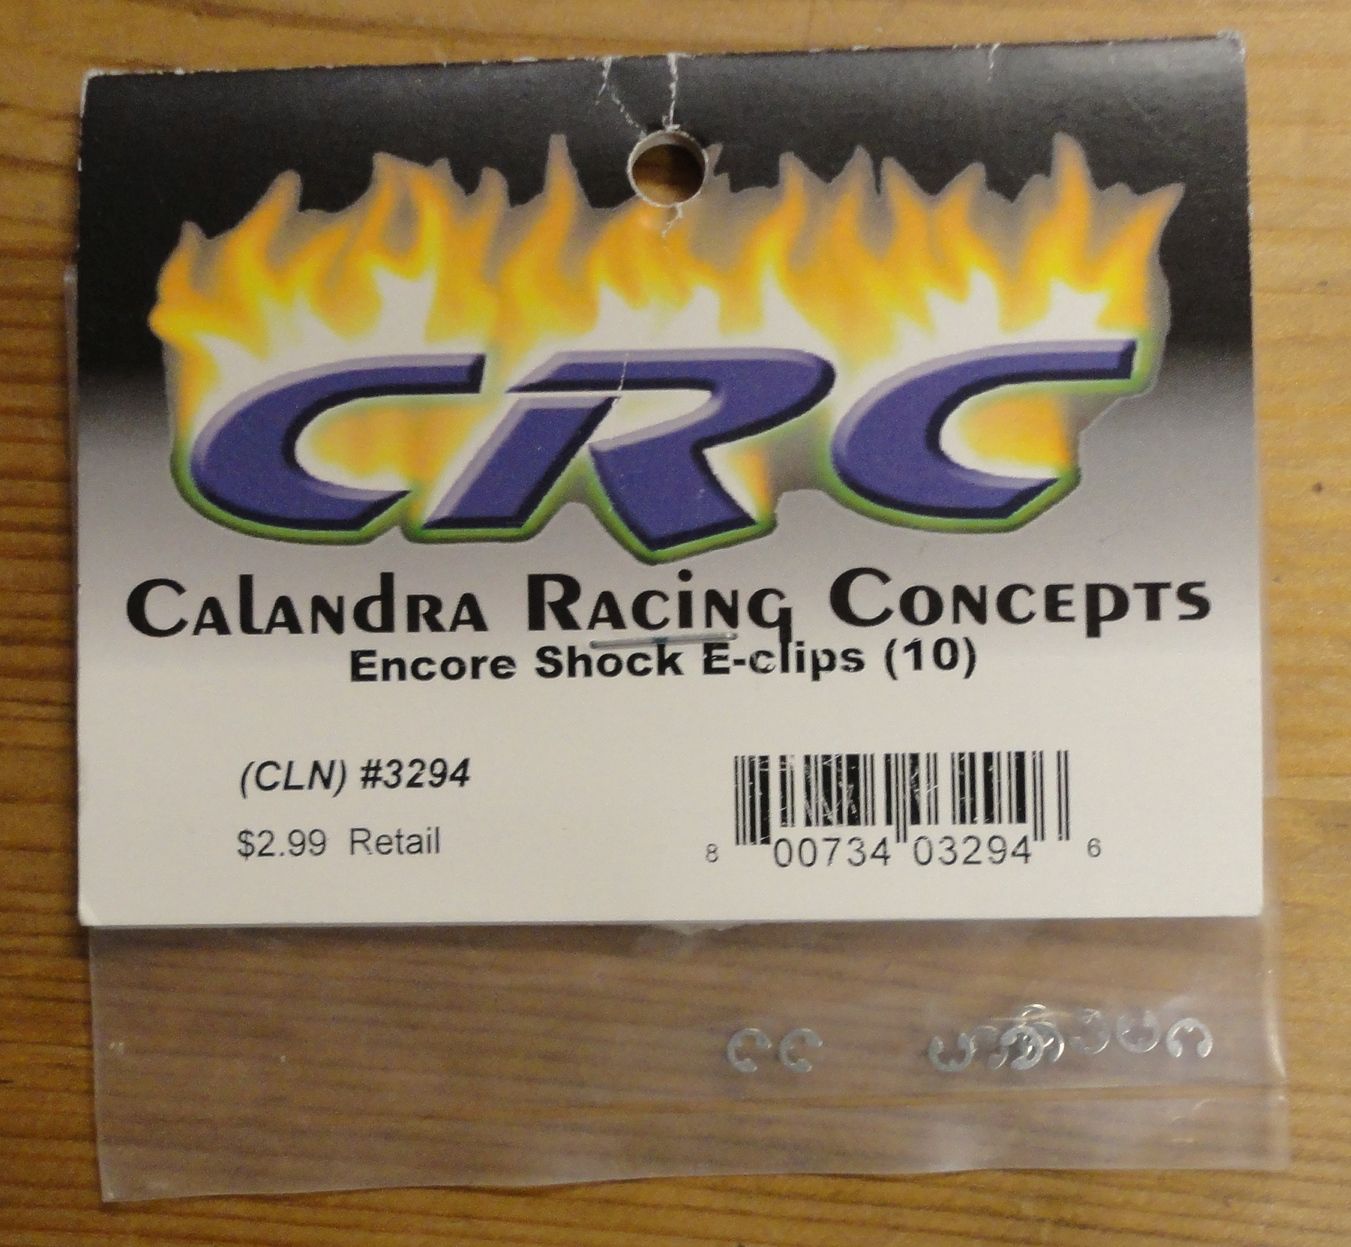 CRC
Calandra Racing Concepts
Encore Shock E-clips (10)
(CLN) #3294
$2.99 Retail
8 00734 03294 6